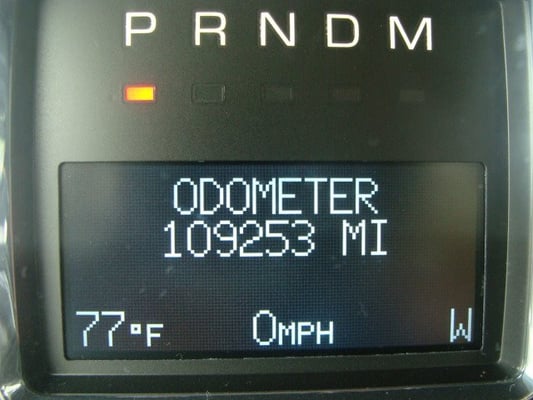 P R N D M
ODOMETER
109253 MI
77°F 0MPH W